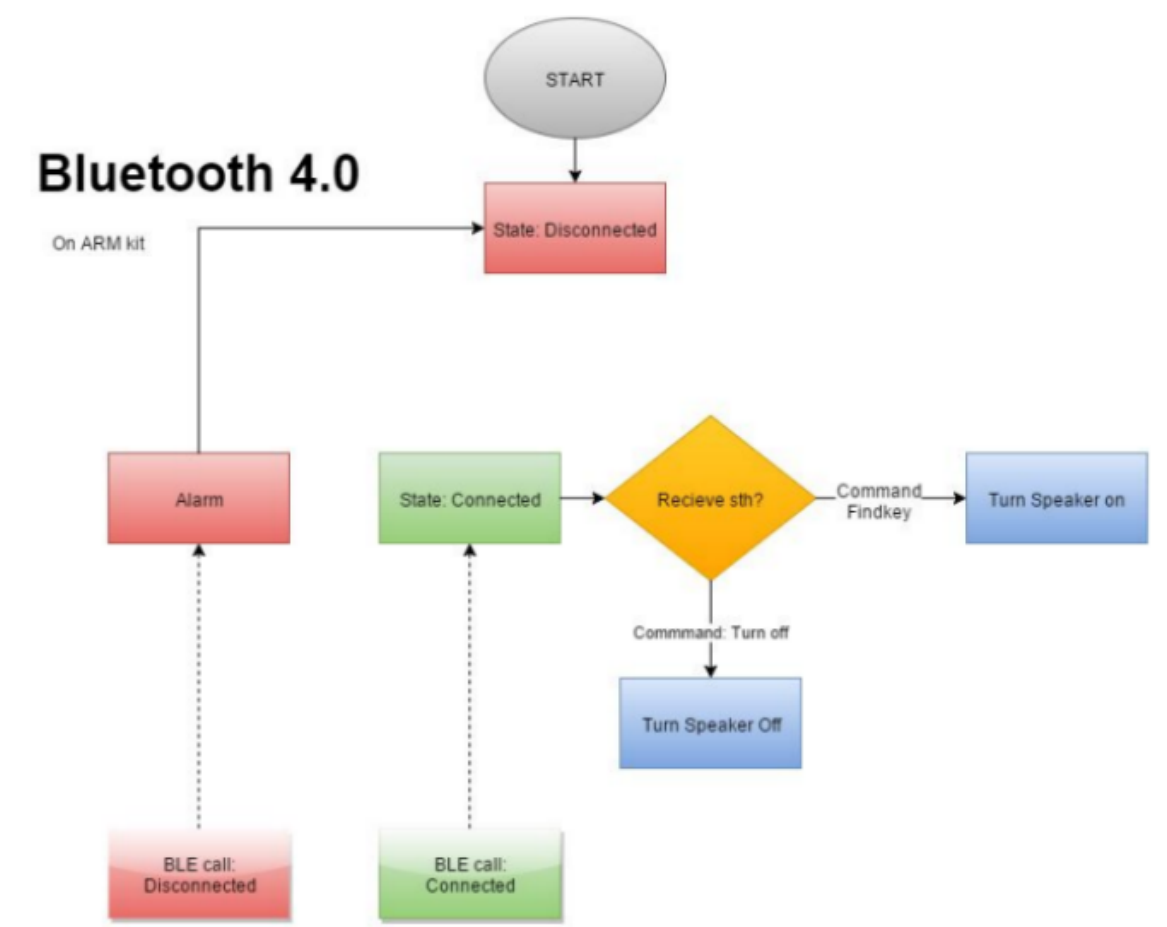 START
Bluetooth 4.0
On ARM kit
State: Disconnected
Alarm
State: Connected
Recieve sth?
Command
Findkey
Turn Speaker on
Commmand: Turn off
Turn Speaker Off
BLE call:
Disconnected
BLE call:
Connected